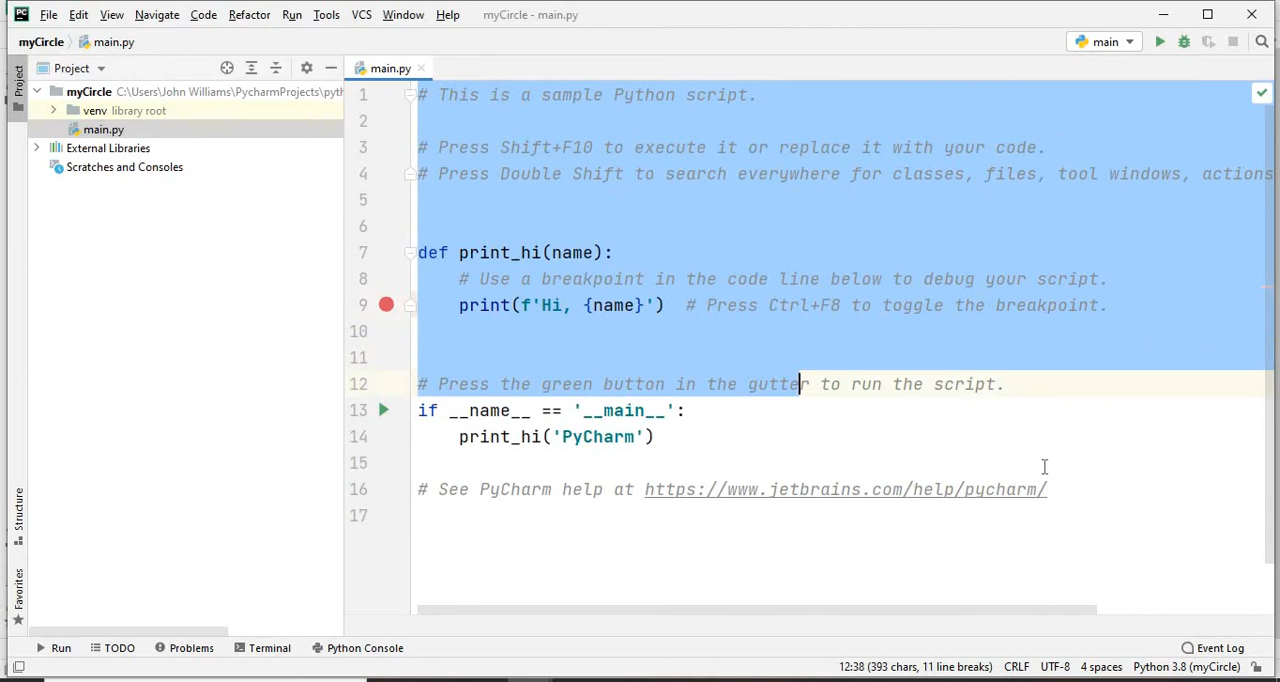 PC File Edit View Navigate Code Refactor Run Tools VCS Window Help myCircle - main.py
myCircle main.py main
Project main.py
Project
myCircle C:\Users\John Williams\PycharmProjects\pyth
venv library root
main.py
External Libraries
Scratches and Consoles
1 # This is a sample Python script.
2
3 # Press Shift+F10 to execute it or replace it with your code.
4 # Press Double Shift to search everywhere for classes, files, tool windows, actions
5
6
7 def print_hi(name):
8 # Use a breakpoint in the code line below to debug your script.
9 print(f'Hi, {name}') # Press Ctrl+F8 to toggle the breakpoint.
10
11
12 # Press the green button in the gutter to run the script.
13 if __name__ == '__main__':
14 print_hi('PyCharm')
15
16 # See PyCharm help at https://www.jetbrains.com/help/pycharm/
17
Structure
Favorites
Run TODO Problems Terminal Python Console Event Log
12:38 (393 chars, 11 line breaks) CRLF UTF-8 4 spaces Python 3.8 (myCircle)